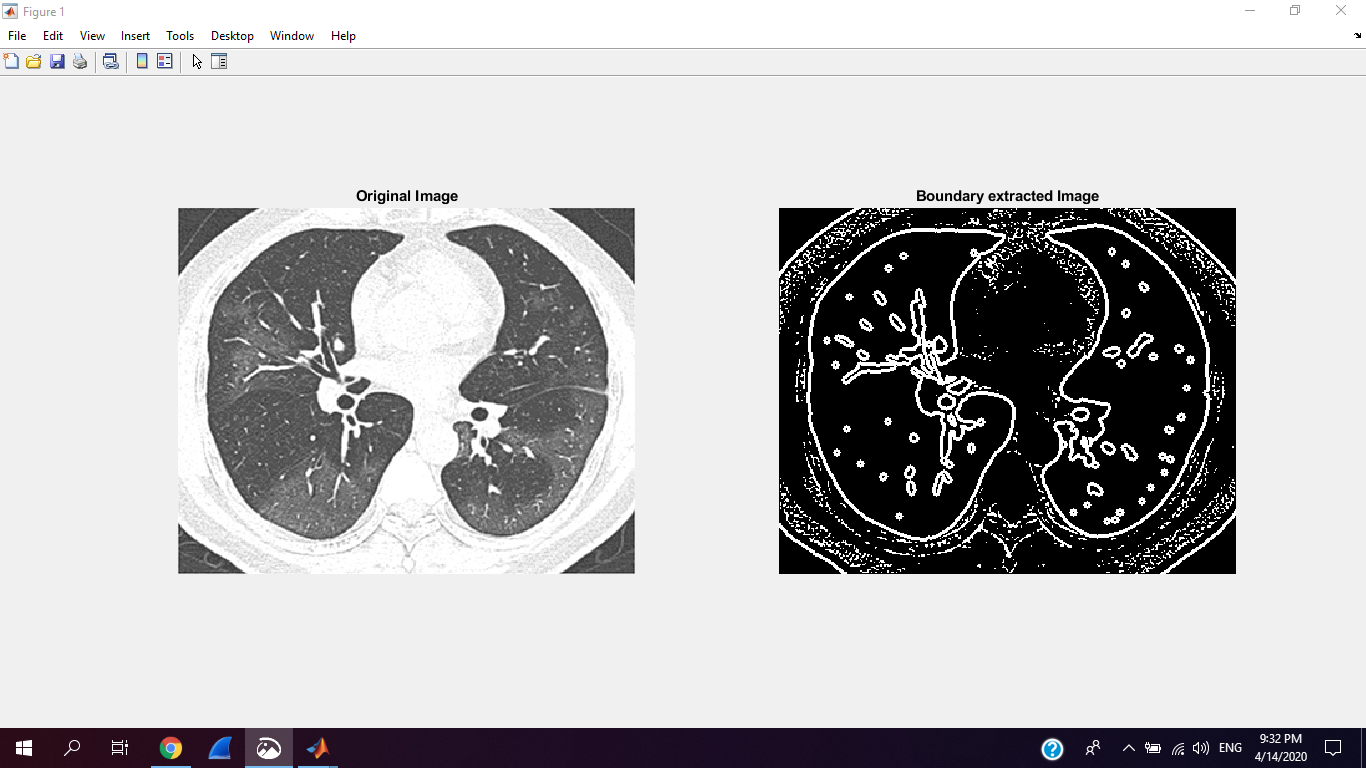 Figure 1
File Edit View Insert Tools Desktop Window Help
Original Image
Boundary extracted Image
ENG
9:32 PM
4/14/2020